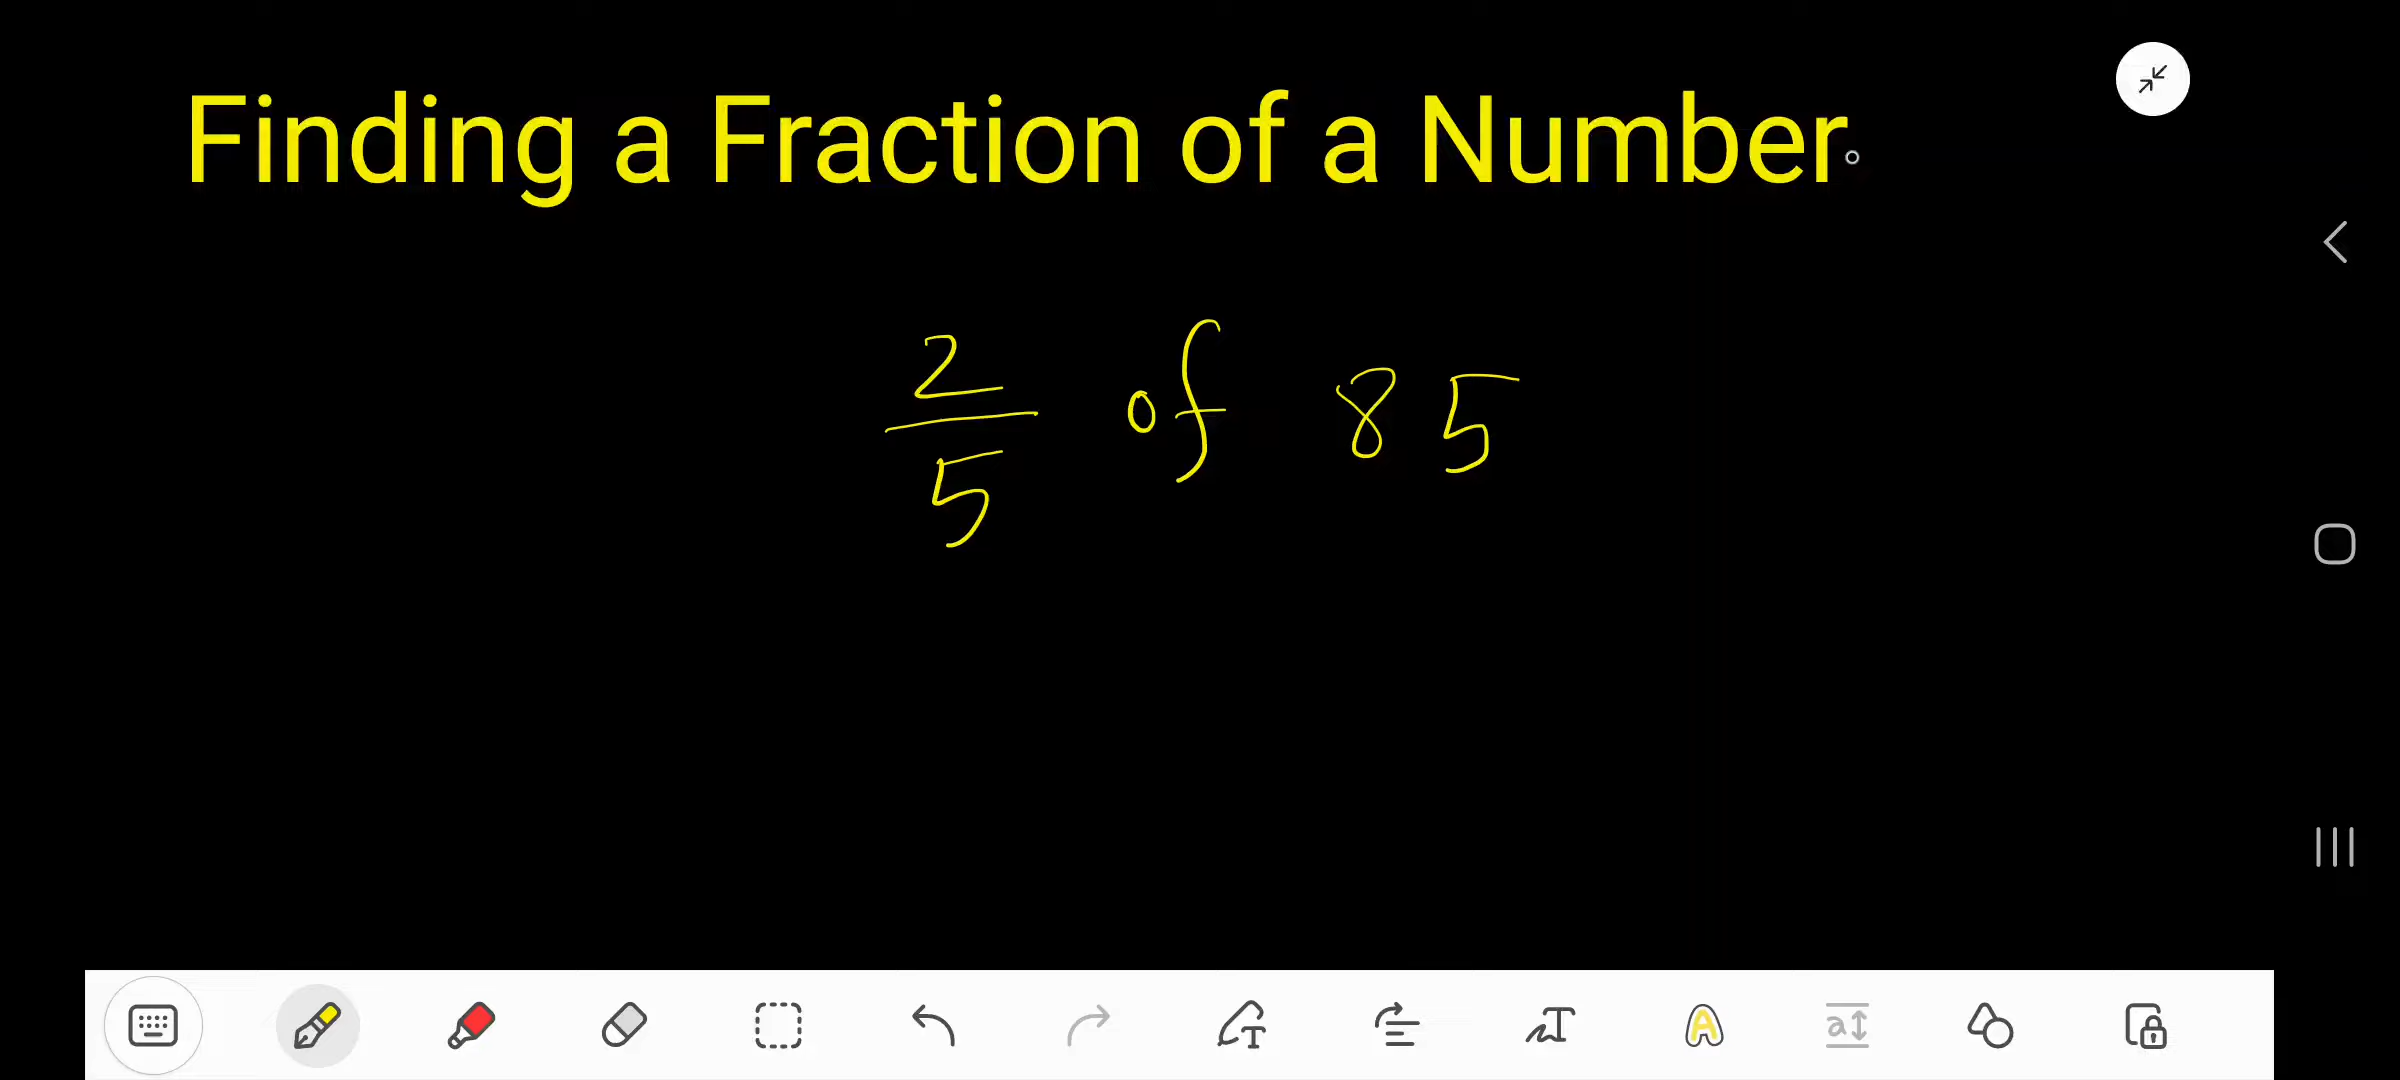 Finding a Fraction of a Number.
2/5 of 85